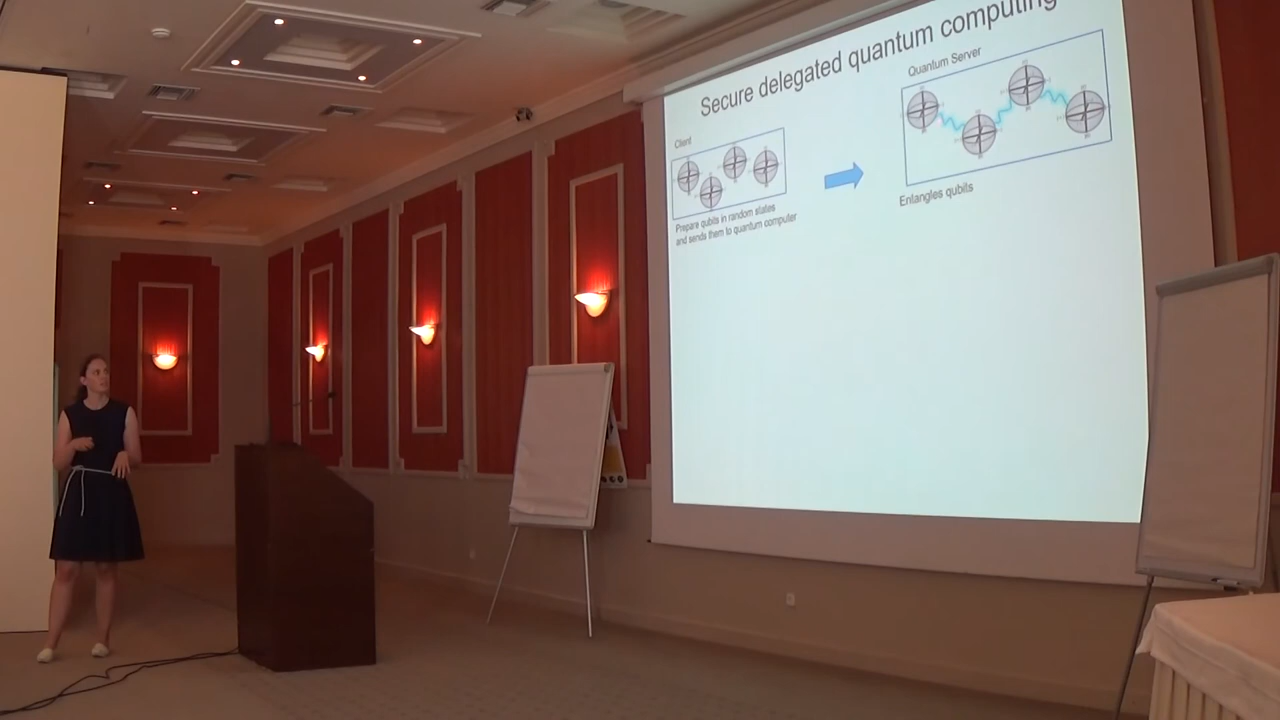 Secure delegated quantum computing
Client
Quantum Server
Prepare qubits in random states
and sends them to quantum computer
Entangles qubits